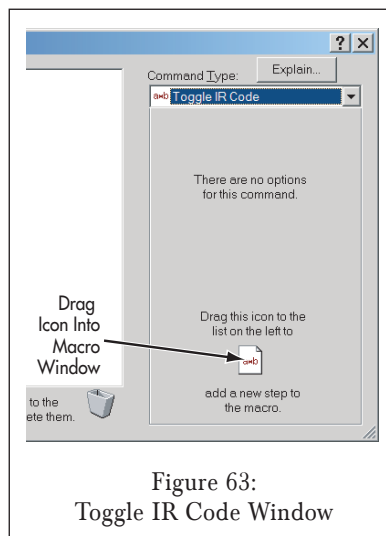 Command Type:
Explain...
a⇔b Toggle IR Code
There are no options
for this command.
Drag
Icon Into
Macro
Window
Drag this icon to the
list on the left to
a⇔b
add a new step to
the macro.
to the
ete them.
Figure 63:
Toggle IR Code Window